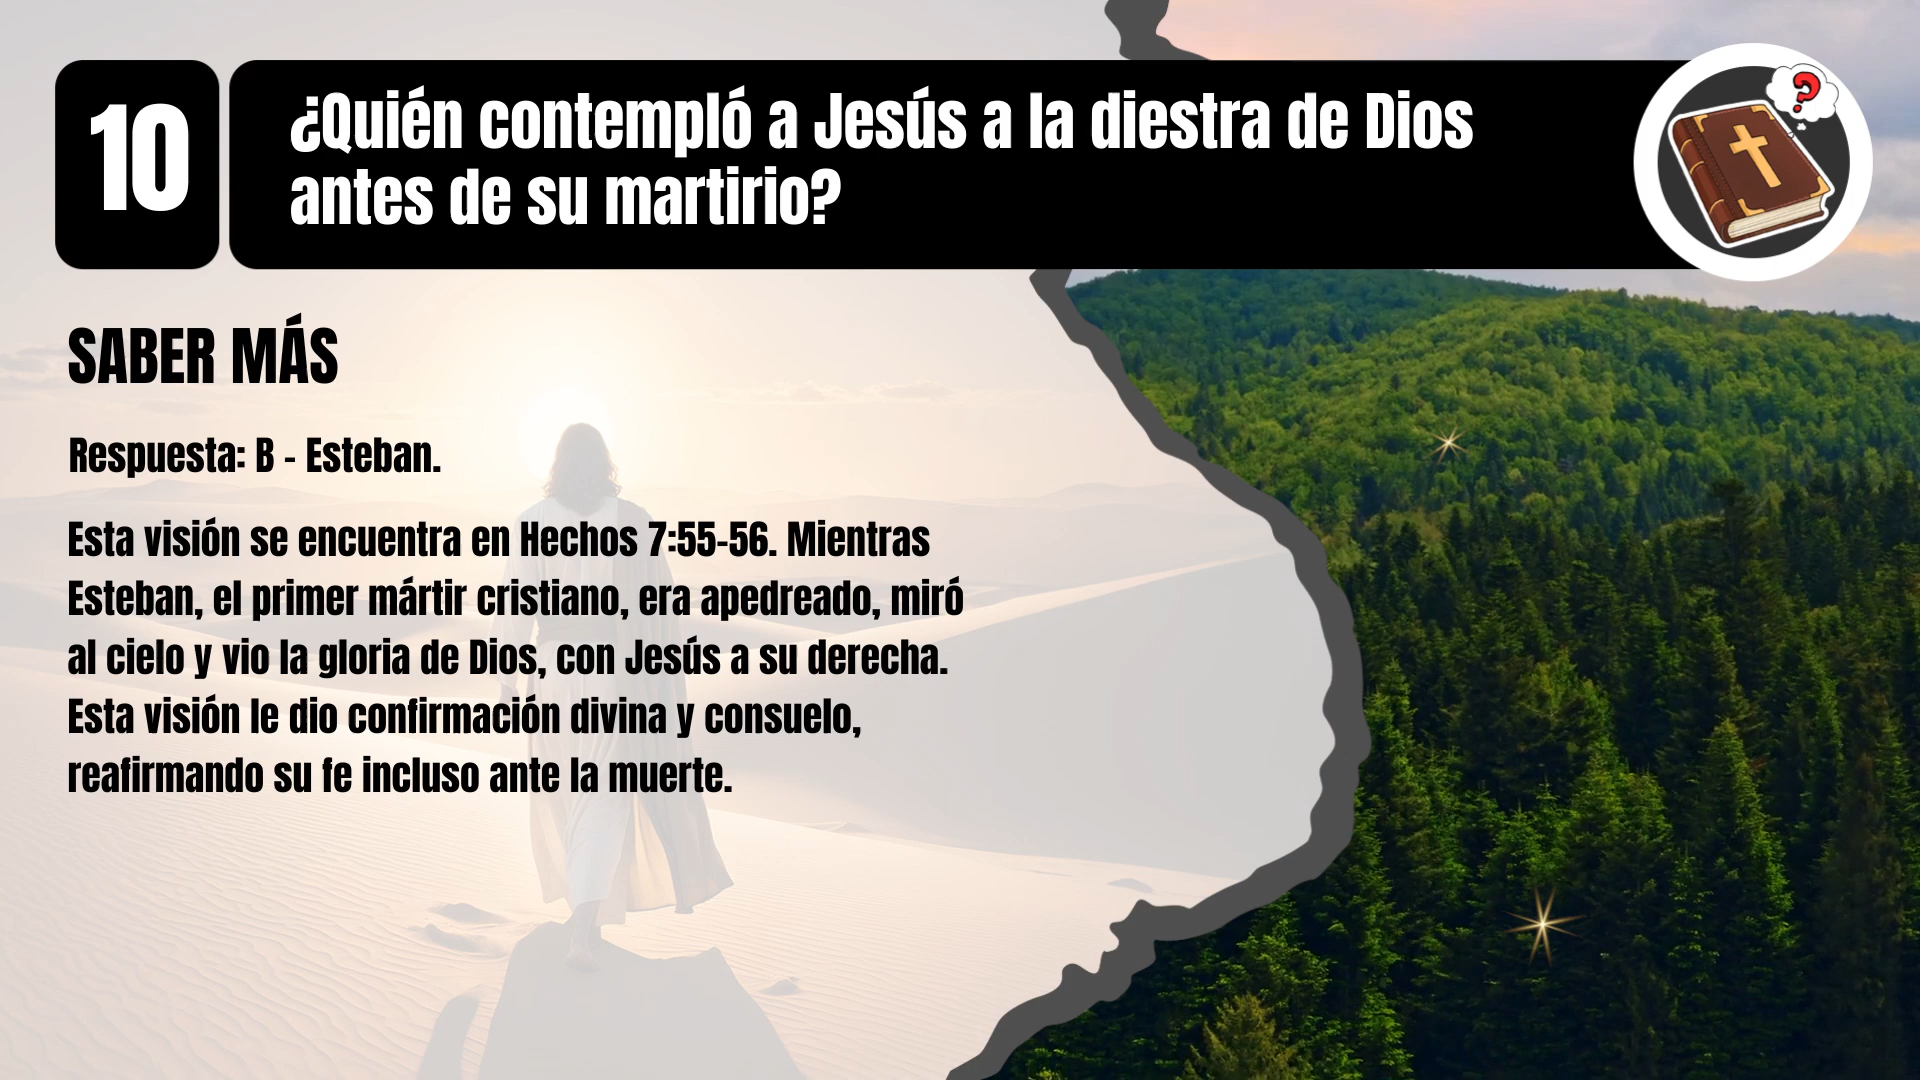 10
¿Quién contempló a Jesús a la diestra de Dios
antes de su martirio?
?
SABER MÁS
Respuesta: B - Esteban.
Esta visión se encuentra en Hechos 7:55-56. Mientras
Esteban, el primer mártir cristiano, era apedreado, miró
al cielo y vio la gloria de Dios, con Jesús a su derecha.
Esta visión le dio confirmación divina y consuelo,
reafirmando su fe incluso ante la muerte.